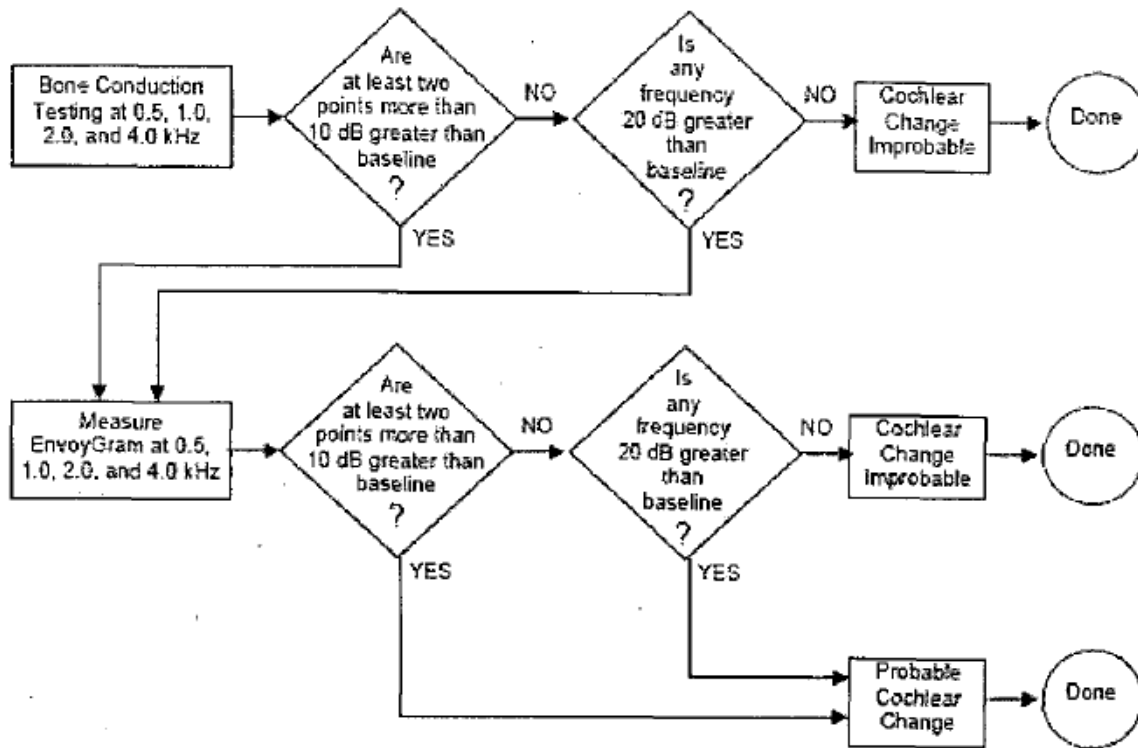 Bone Conduction
Testing at 0.5, 1.0,
2.0, and 4.0 kHz
Are
at least two
points more than
10 dB greater than
baseline
?
NO
YES
Is
any
frequency
20 dB greater
than
baseline
?
NO
YES
Cochlear
Change
Improbable
Done
Measure
EnvoyGram at 0.5,
1.0, 2.0, and 4.0 kHz
Are
at least two
points more than
10 dB greater than
baseline
?
NO
YES
Is
any
frequency
20 dB greater
than
baseline
?
NO
YES
Cochlear
Change
Improbable
Done
Probable
Cochlear
Change
Done